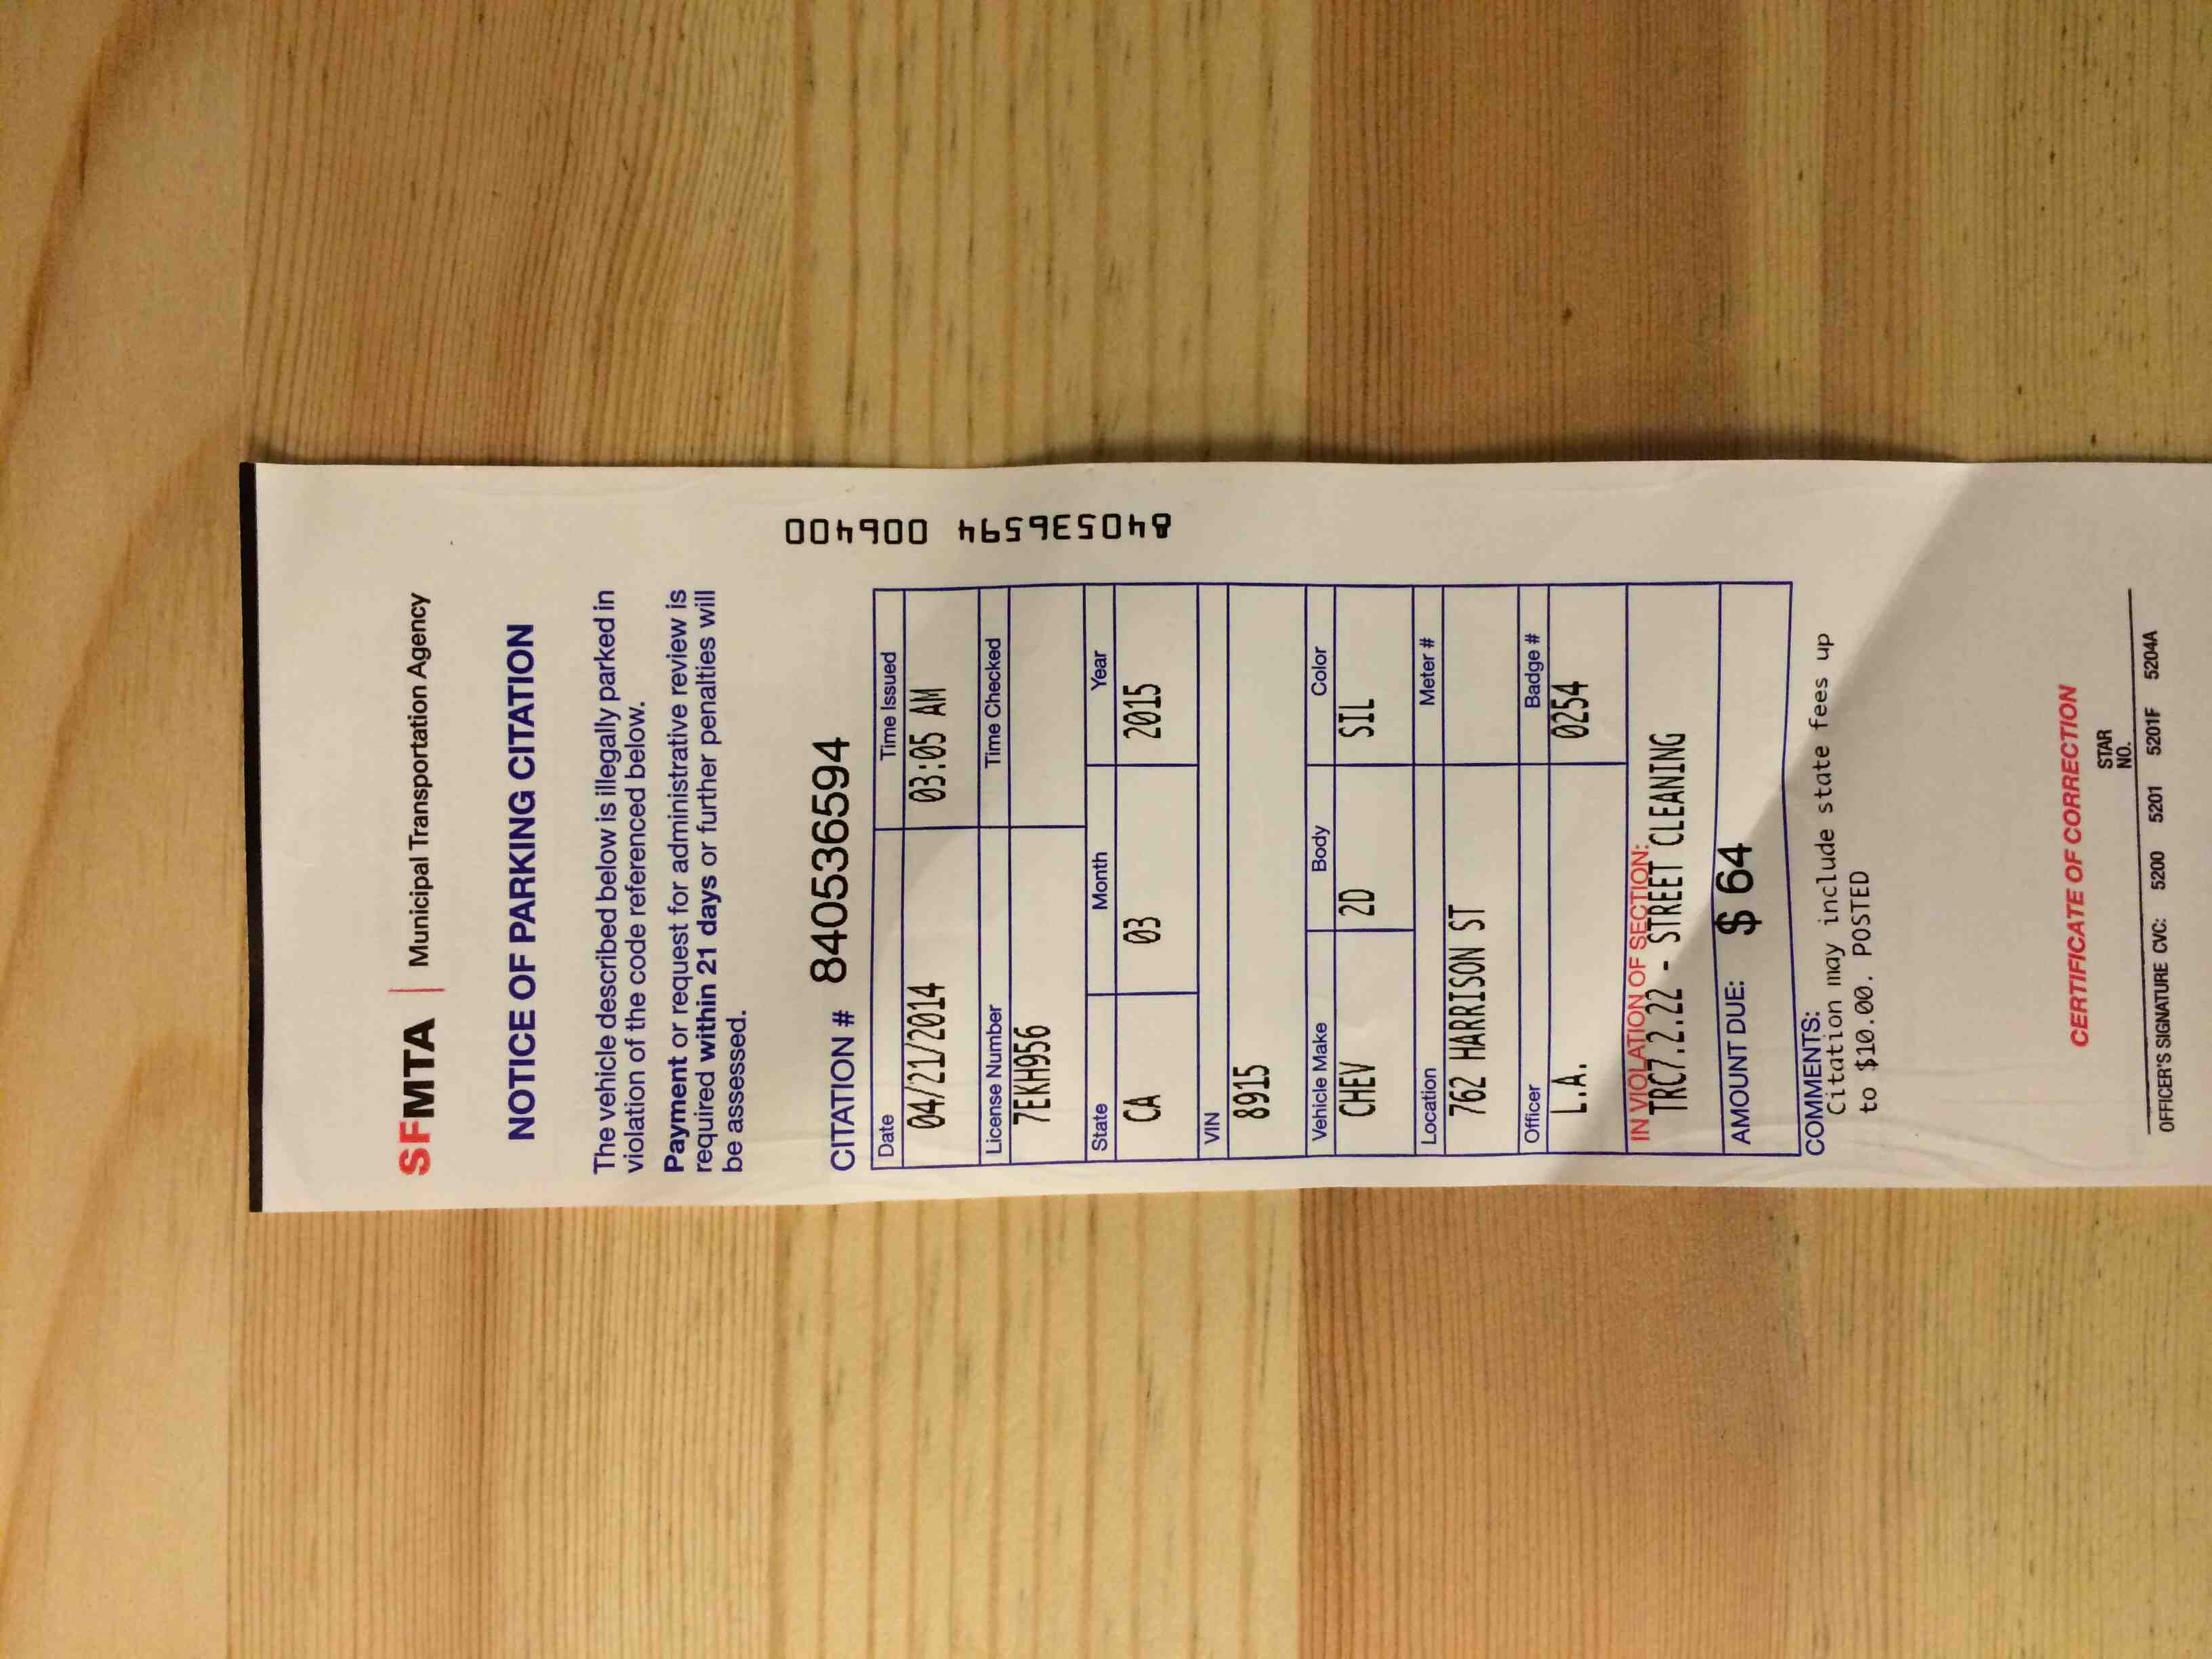 SFMTA | Municipal Transportation Agency
NOTICE OF PARKING CITATION
The vehicle described below is illegally parked in
violation of the code referenced below.
Payment or request for administrative review is
required within 21 days or further penalties will
be assessed.
CITATION # 840536594
Date Time Issued
04/21/2014 03:05 AM
License Number Time Checked
7EKH956
State Month Year
CA 03 2015
VIN
8915
Vehicle Make Body Color
CHEV 2D SIL
Location Meter #
762 HARRISON ST
Officer Badge #
L.A. 0254
IN VIOLATION OF SECTION:
TRC7.2.22 - STREET CLEANING
AMOUNT DUE: $ 64
COMMENTS:
Citation may include state fees up
to $10.00. POSTED
CERTIFICATE OF CORRECTION
STAR
NO.
OFFICER'S SIGNATURE CVC: 5200 5201 5201F 5204A
840536594 006400